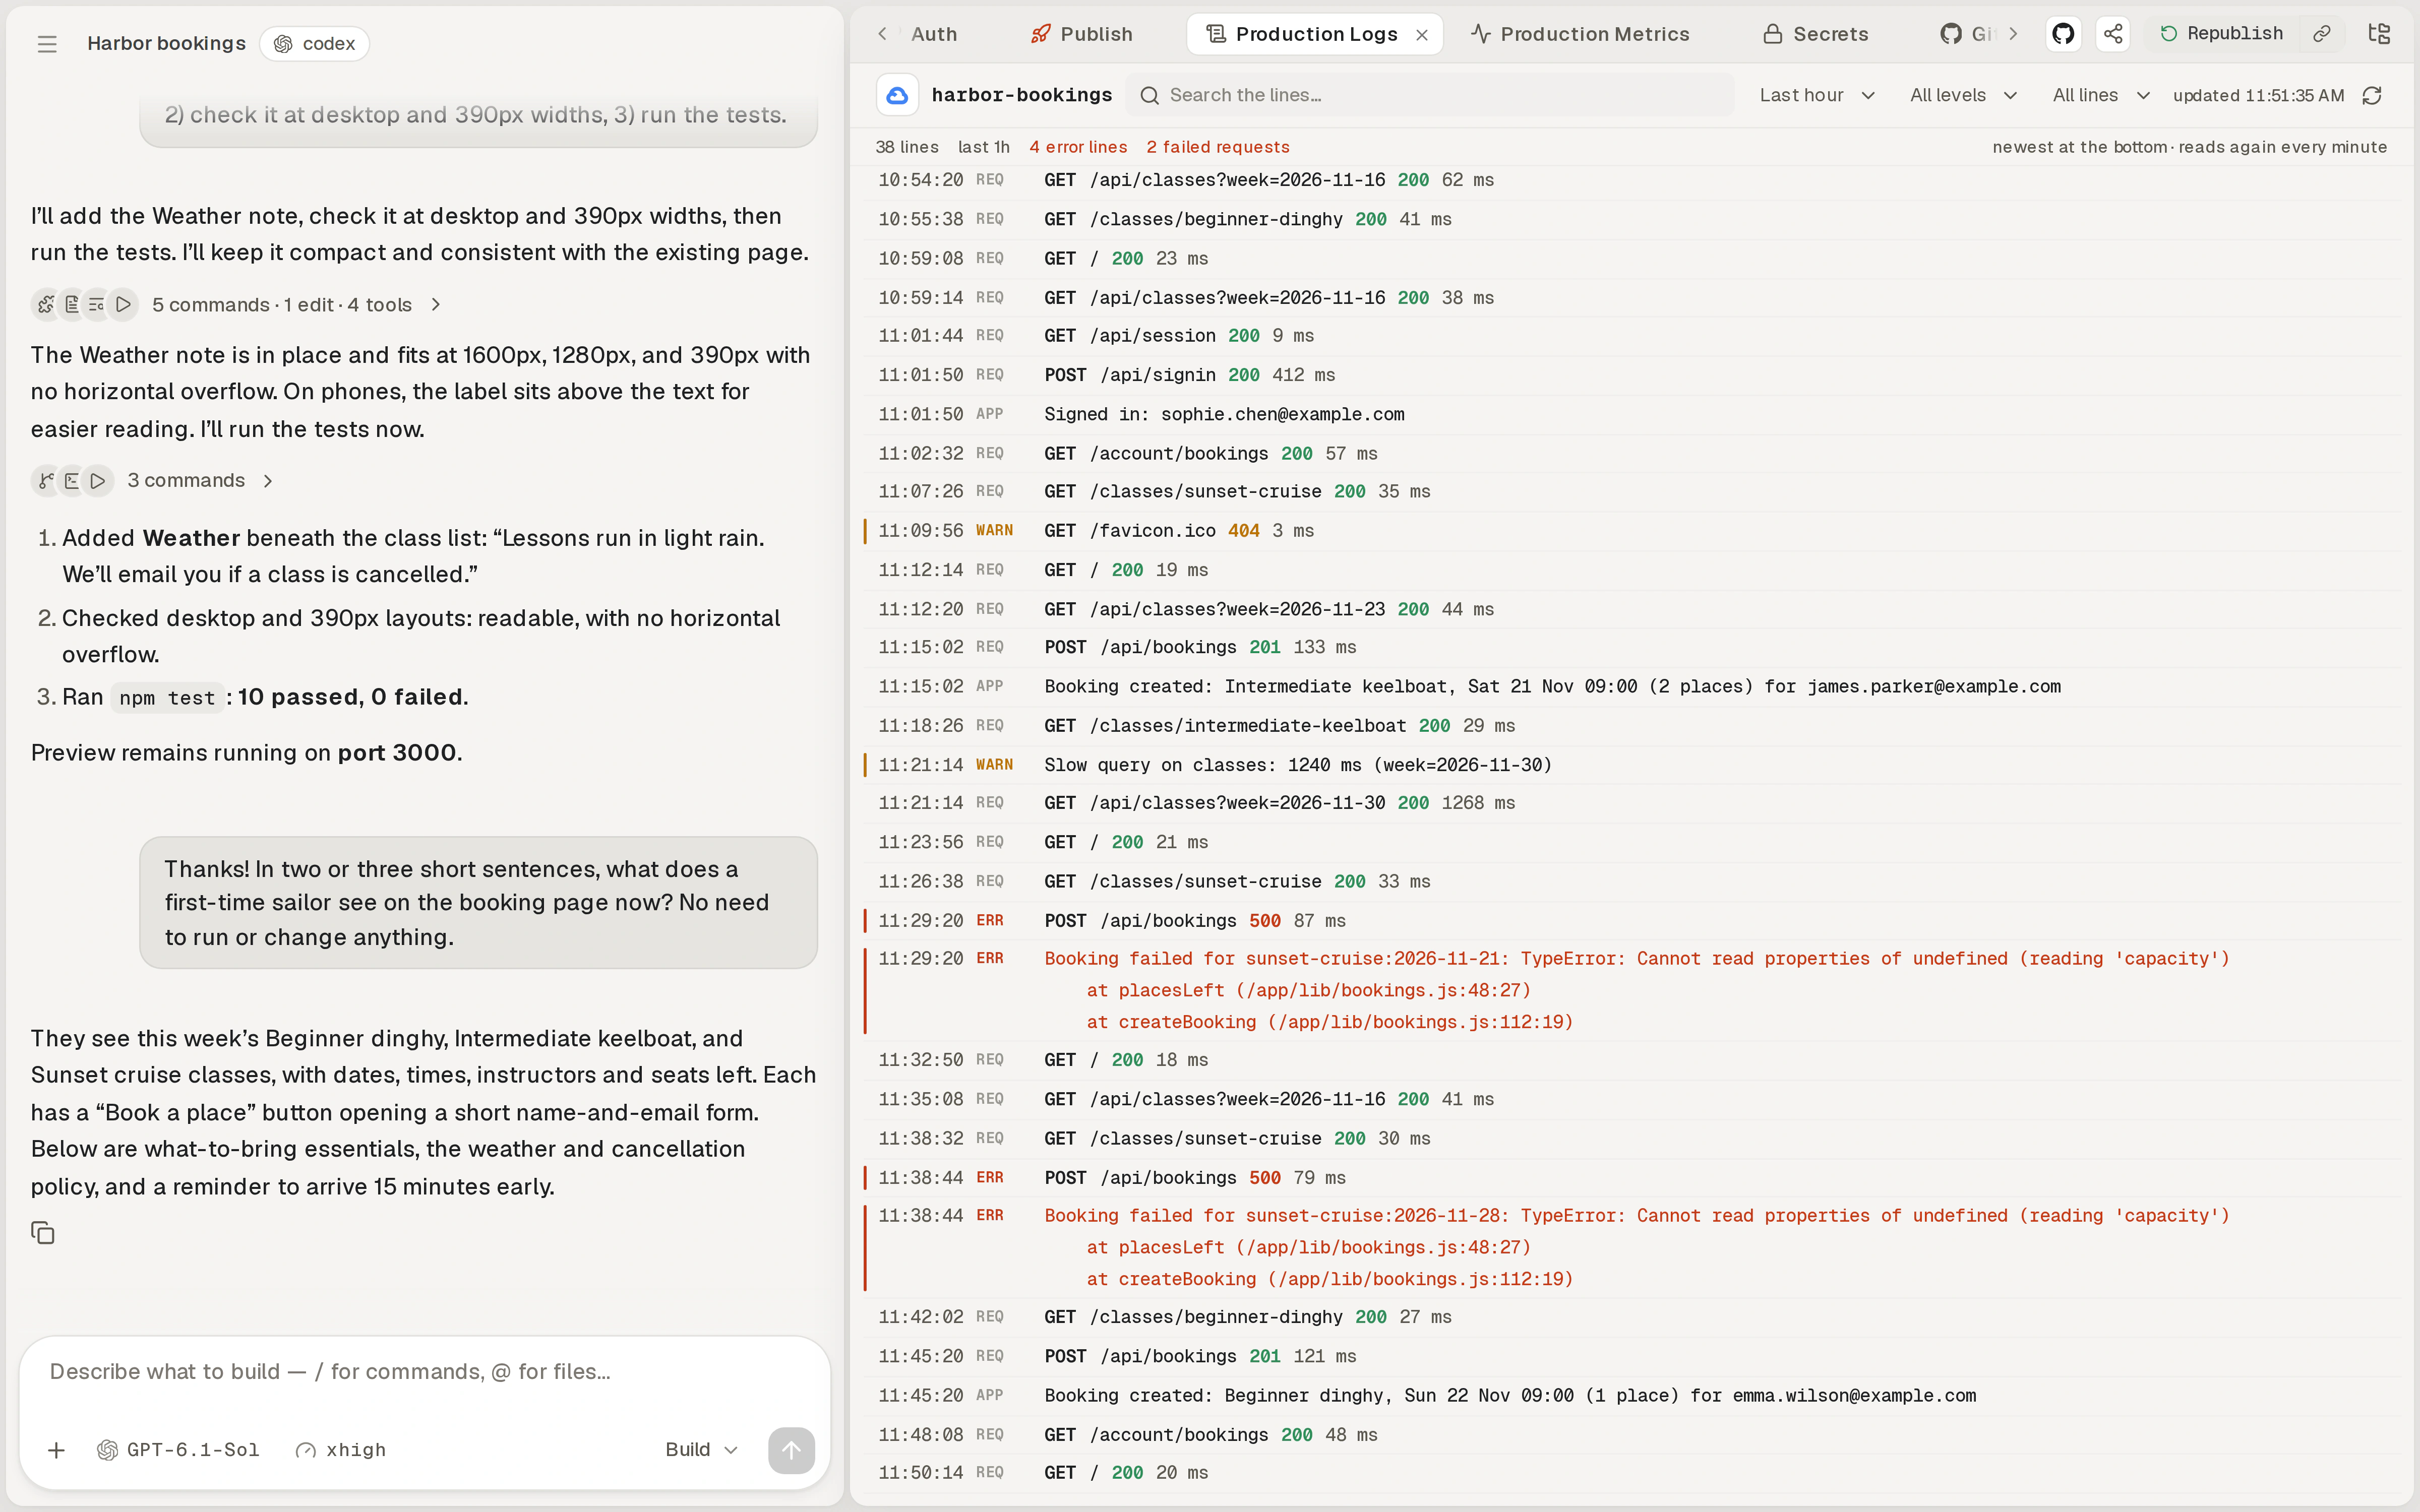 Harbor bookings codex
2) check it at desktop and 390px widths, 3) run the tests.
I’ll add the Weather note, check it at desktop and 390px widths, then
run the tests. I’ll keep it compact and consistent with the existing page.
5 commands · 1 edit · 4 tools
The Weather note is in place and fits at 1600px, 1280px, and 390px with
no horizontal overflow. On phones, the label sits above the text for
easier reading. I’ll run the tests now.
3 commands
1. Added Weather beneath the class list: “Lessons run in light rain.
We’ll email you if a class is cancelled.”
2. Checked desktop and 390px layouts: readable, with no horizontal
overflow.
3. Ran npm test: 10 passed, 0 failed.
Preview remains running on port 3000.
Thanks! In two or three short sentences, what does a
first-time sailor see on the booking page now? No need
to run or change anything.
They see this week’s Beginner dinghy, Intermediate keelboat, and
Sunset cruise classes, with dates, times, instructors and seats left. Each
has a “Book a place” button opening a short name-and-email form.
Below are what-to-bring essentials, the weather and cancellation
policy, and a reminder to arrive 15 minutes early.
Describe what to build — / for commands, @ for files…
GPT-6.1-Sol xhigh Build
Auth Publish Production Logs Production Metrics Secrets Gi Republish
harbor-bookings Search the lines… Last hour All levels All lines updated 11:51:35 AM
38 lines last 1h 4 error lines 2 failed requests newest at the bottom · reads again every minute
10:54:20 REQ GET /api/classes?week=2026-11-16 200 62 ms
10:55:38 REQ GET /classes/beginner-dinghy 200 41 ms
10:59:08 REQ GET / 200 23 ms
10:59:14 REQ GET /api/classes?week=2026-11-16 200 38 ms
11:01:44 REQ GET /api/session 200 9 ms
11:01:50 REQ POST /api/signin 200 412 ms
11:01:50 APP Signed in: sophie.chen@example.com
11:02:32 REQ GET /account/bookings 200 57 ms
11:07:26 REQ GET /classes/sunset-cruise 200 35 ms
11:09:56 WARN GET /favicon.ico 404 3 ms
11:12:14 REQ GET / 200 19 ms
11:12:20 REQ GET /api/classes?week=2026-11-23 200 44 ms
11:15:02 REQ POST /api/bookings 201 133 ms
11:15:02 APP Booking created: Intermediate keelboat, Sat 21 Nov 09:00 (2 places) for james.parker@example.com
11:18:26 REQ GET /classes/intermediate-keelboat 200 29 ms
11:21:14 WARN Slow query on classes: 1240 ms (week=2026-11-30)
11:21:14 REQ GET /api/classes?week=2026-11-30 200 1268 ms
11:23:56 REQ GET / 200 21 ms
11:26:38 REQ GET /classes/sunset-cruise 200 33 ms
11:29:20 ERR POST /api/bookings 500 87 ms
11:29:20 ERR Booking failed for sunset-cruise:2026-11-21: TypeError: Cannot read properties of undefined (reading 'capacity')
at placesLeft (/app/lib/bookings.js:48:27)
at createBooking (/app/lib/bookings.js:112:19)
11:32:50 REQ GET / 200 18 ms
11:35:08 REQ GET /api/classes?week=2026-11-16 200 41 ms
11:38:32 REQ GET /classes/sunset-cruise 200 30 ms
11:38:44 ERR POST /api/bookings 500 79 ms
11:38:44 ERR Booking failed for sunset-cruise:2026-11-28: TypeError: Cannot read properties of undefined (reading 'capacity')
at placesLeft (/app/lib/bookings.js:48:27)
at createBooking (/app/lib/bookings.js:112:19)
11:42:02 REQ GET /classes/beginner-dinghy 200 27 ms
11:45:20 REQ POST /api/bookings 201 121 ms
11:45:20 APP Booking created: Beginner dinghy, Sun 22 Nov 09:00 (1 place) for emma.wilson@example.com
11:48:08 REQ GET /account/bookings 200 48 ms
11:50:14 REQ GET / 200 20 ms